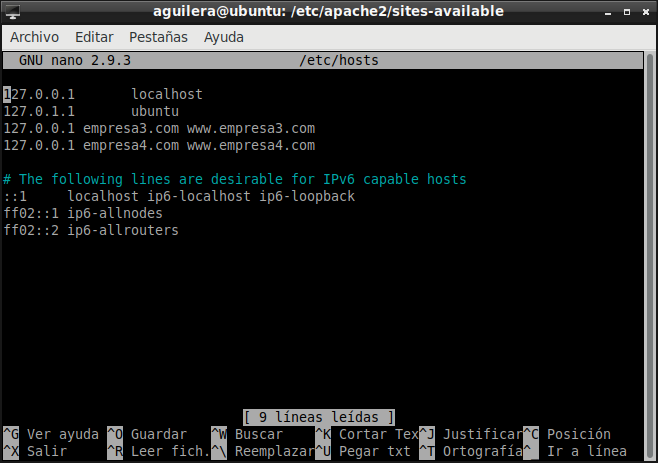 aguilera@ubuntu: /etc/apache2/sites-available
Archivo Editar Pestañas Ayuda
GNU nano 2.9.3 /etc/hosts
127.0.0.1 localhost
127.0.1.1 ubuntu
127.0.0.1 empresa3.com www.empresa3.com
127.0.0.1 empresa4.com www.empresa4.com
# The following lines are desirable for IPv6 capable hosts
::1 localhost ip6-localhost ip6-loopback
ff02::1 ip6-allnodes
ff02::2 ip6-allrouters
[ 9 líneas leídas ]
^G Ver ayuda ^O Guardar ^W Buscar ^K Cortar Tex^J Justificar^C Posición
^X Salir ^R Leer fich.^\ Reemplazar^U Pegar txt ^T Ortografía^_ Ir a línea